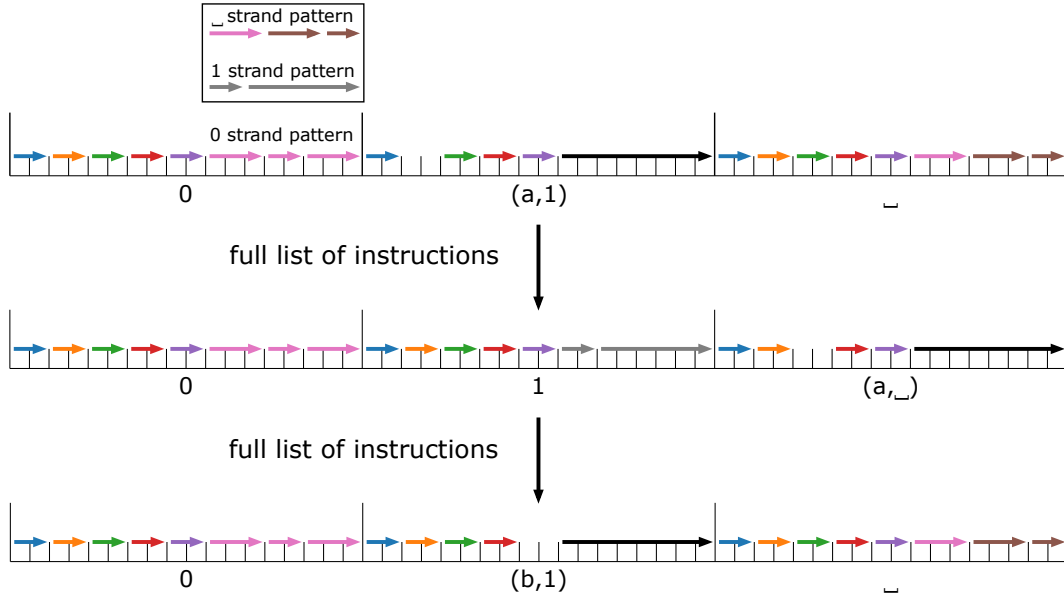 ␣ strand pattern
1 strand pattern
0 strand pattern
0 (a,1) ␣
full list of instructions
0 1 (a,␣)
full list of instructions
0 (b,1) ␣